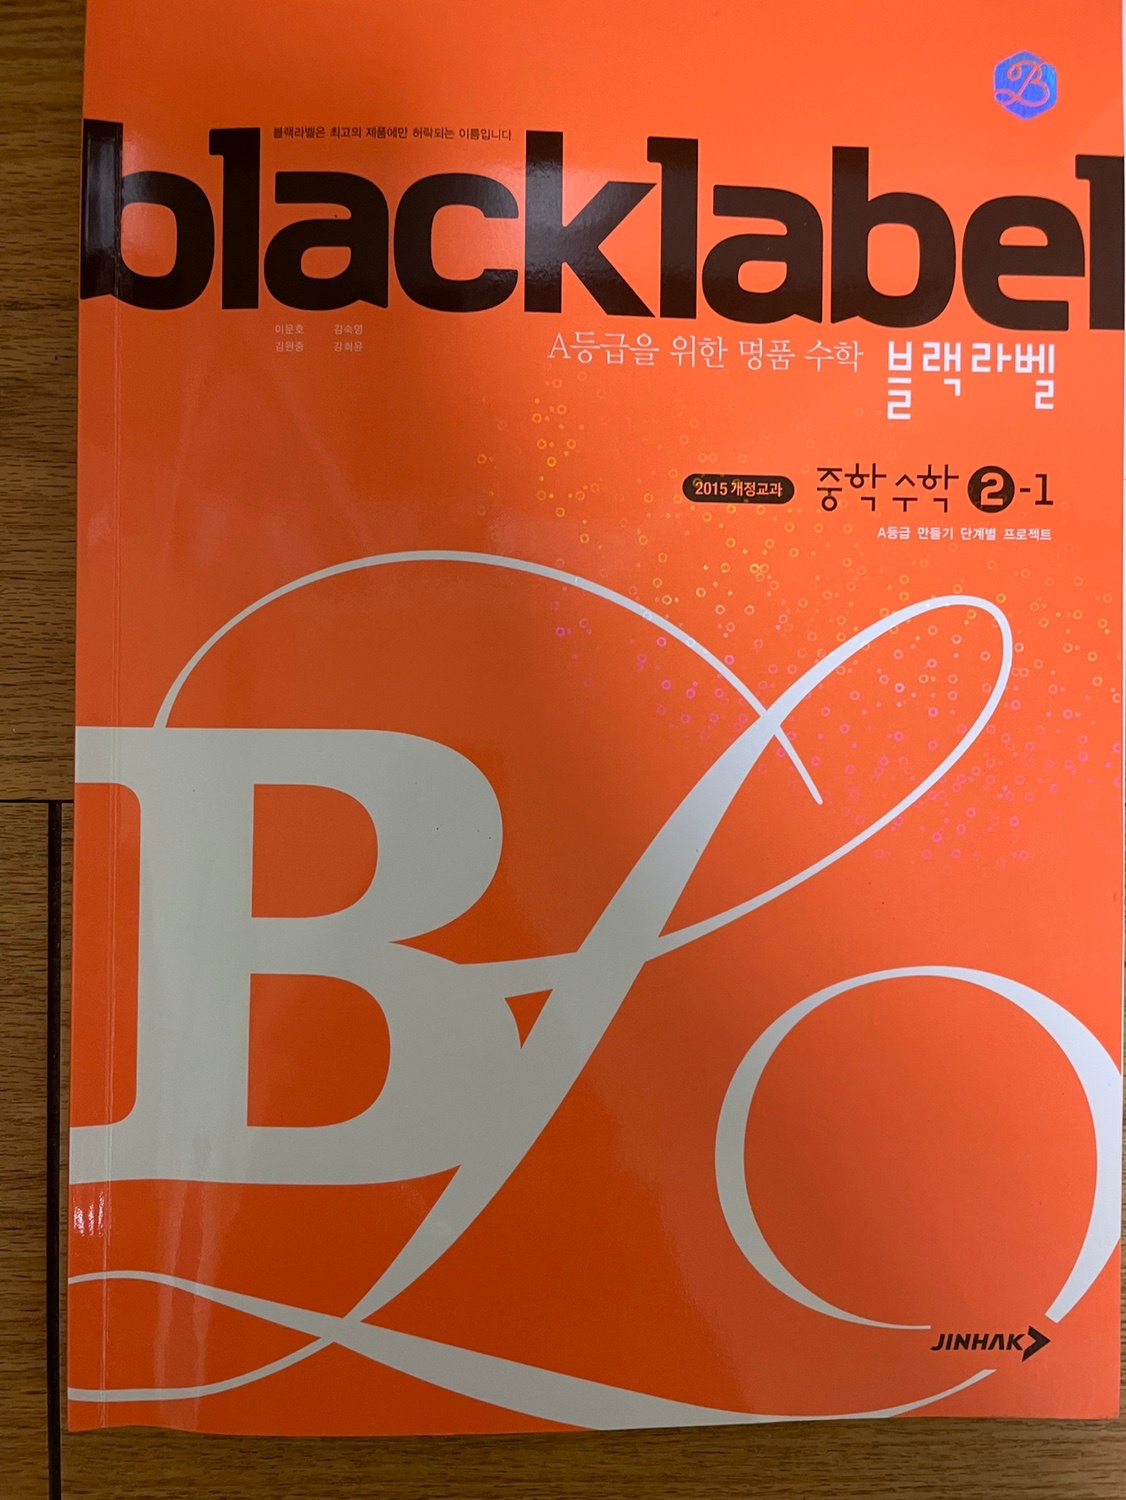 B
블랙라벨은 최고의 제품에만 허락되는 이름입니다
blacklabel
이문호 김숙영
김원중 강희윤
A등급을 위한 명품 수학 블랙라벨
2015 개정교과 중학 수학 2-1
A등급 만들기 단계별 프로젝트
B
JINHAK